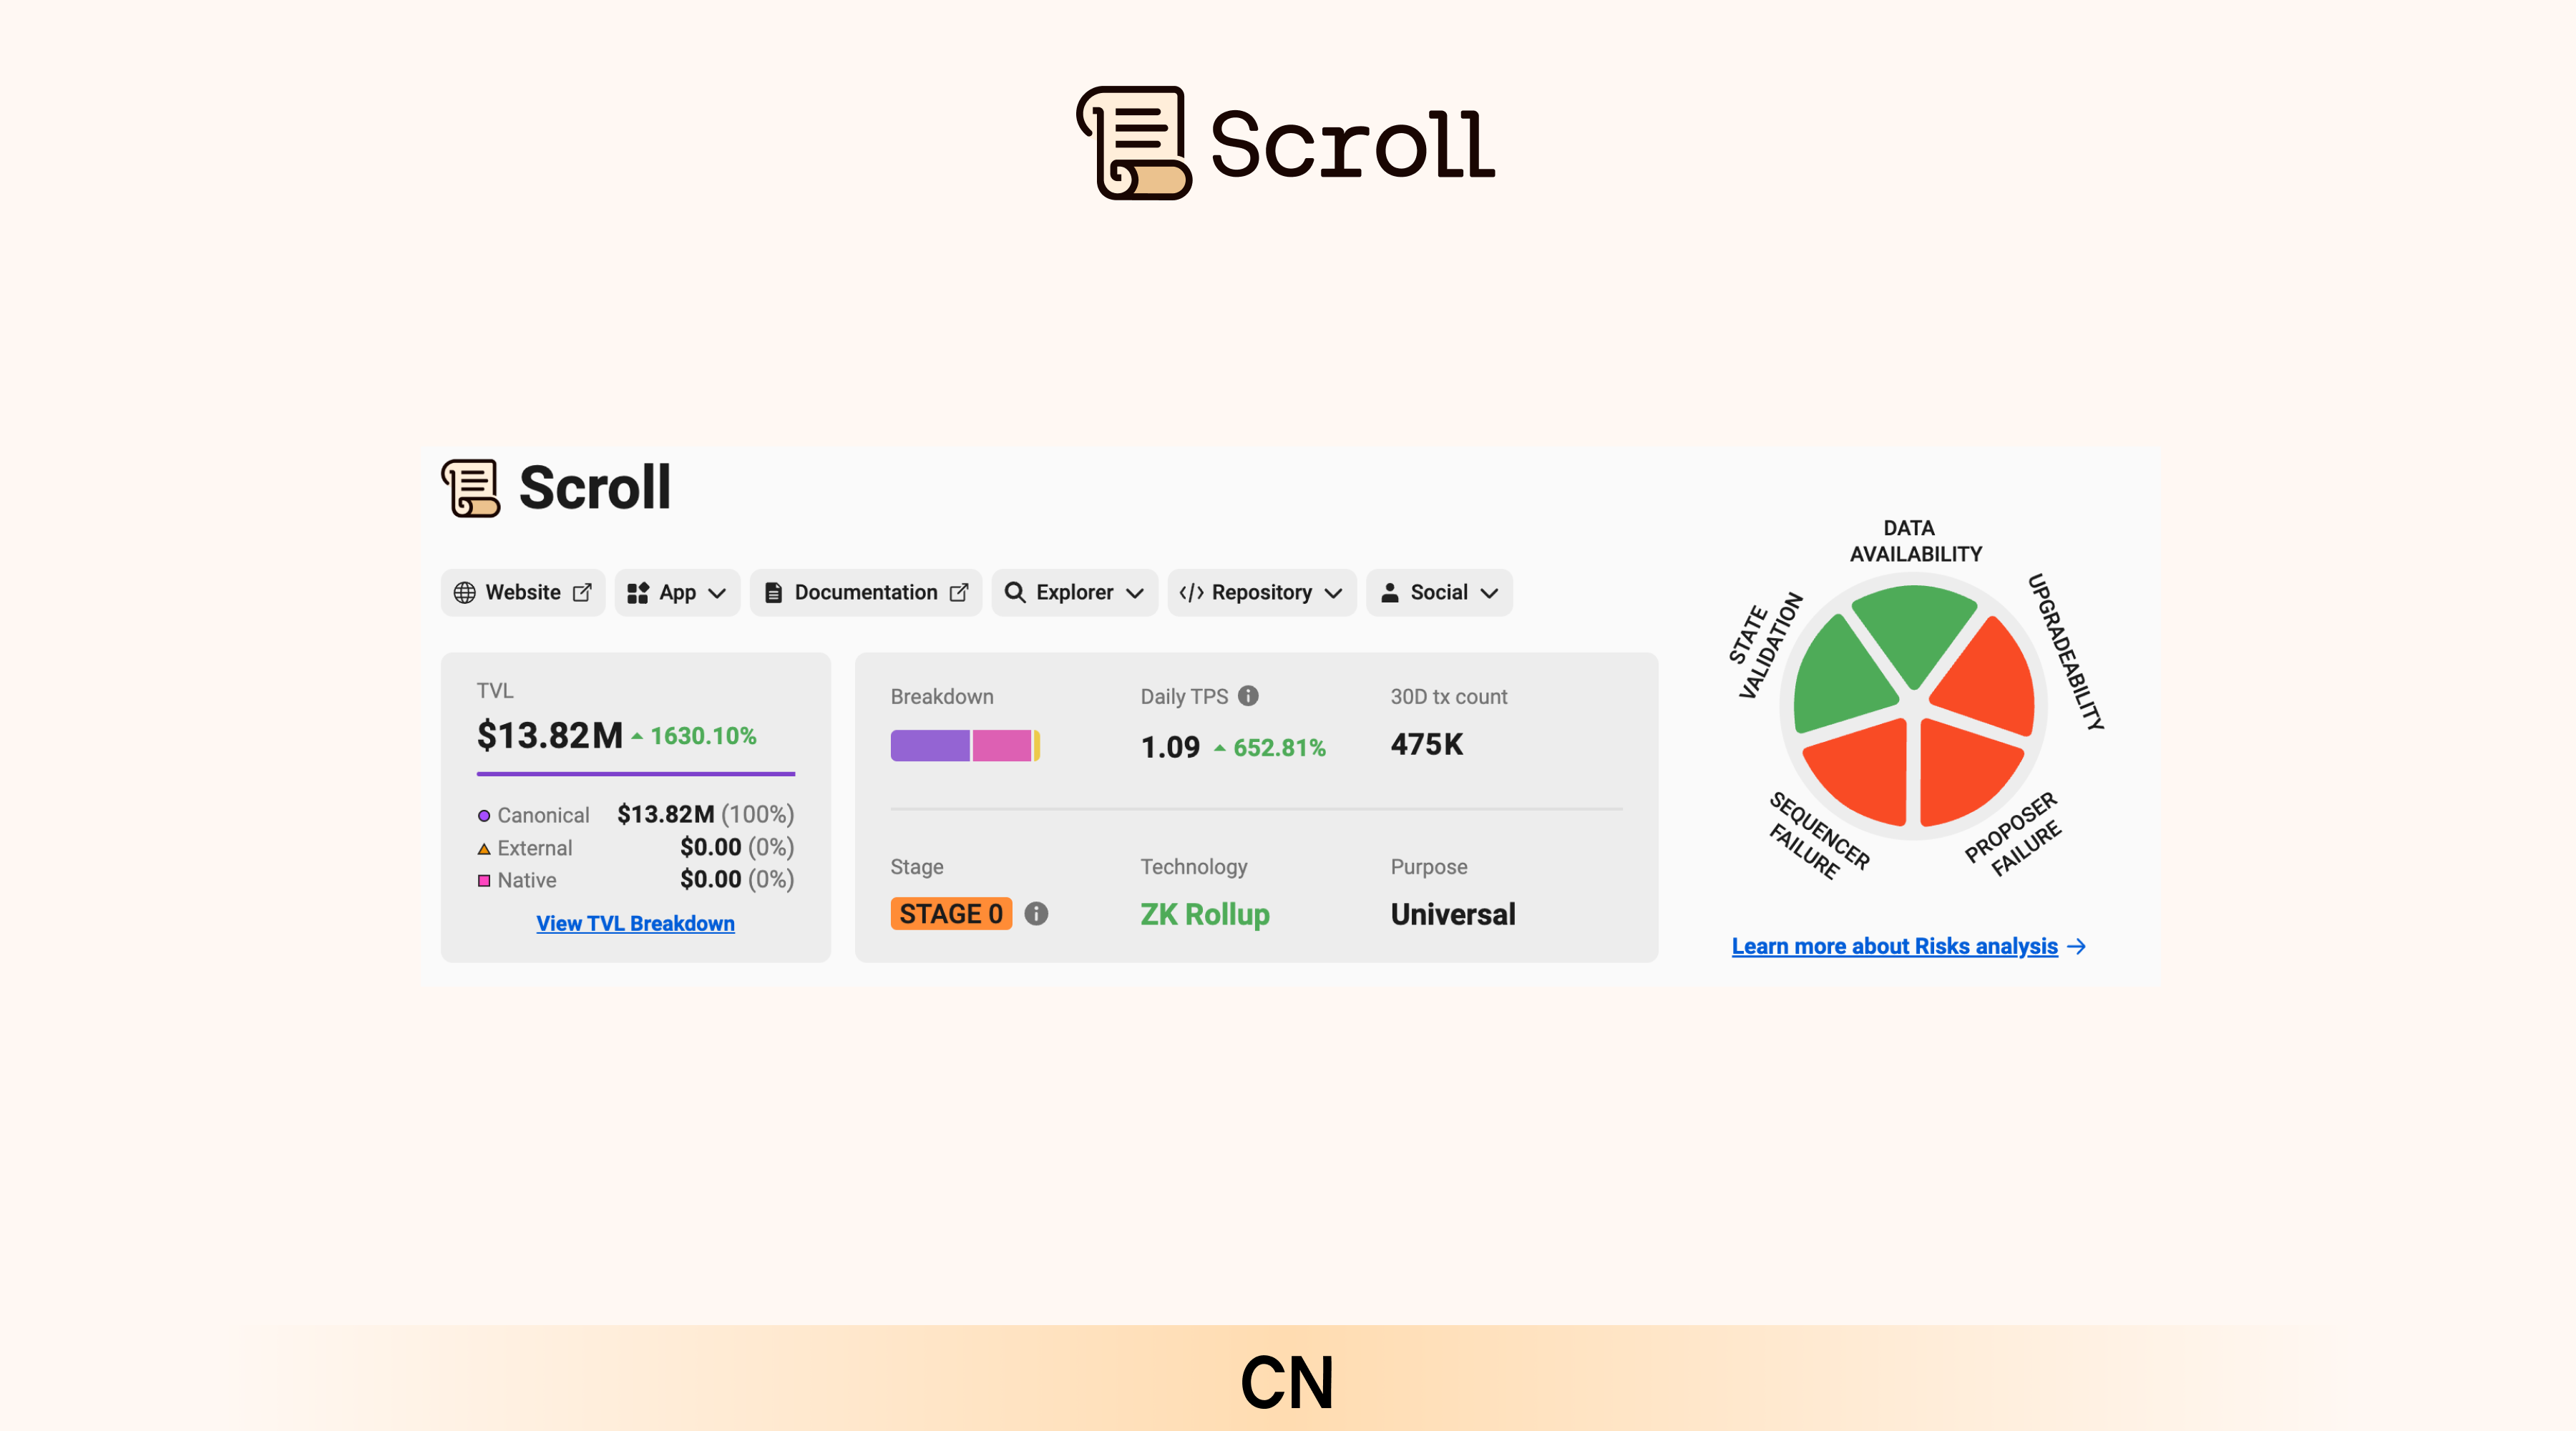 Scroll
Scroll
Website
App
Documentation
Explorer
Repository
Social
TVL
$13.82M 1630.10%
Canonical $13.82M (100%)
External $0.00 (0%)
Native $0.00 (0%)
View TVL Breakdown
Breakdown
Daily TPS
1.09 652.81%
30D tx count
475K
Stage
STAGE 0
Technology
ZK Rollup
Purpose
Universal
DATA
AVAILABILITY
UPGRADEABILITY
PROPOSER
FAILURE
SEQUENCER
FAILURE
STATE
VALIDATION
Learn more about Risks analysis
CN